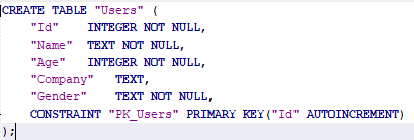 CREATE TABLE "Users" (
"Id" INTEGER NOT NULL,
"Name" TEXT NOT NULL,
"Age" INTEGER NOT NULL,
"Company" TEXT,
"Gender" TEXT NOT NULL,
CONSTRAINT "PK_Users" PRIMARY KEY("Id" AUTOINCREMENT)
);